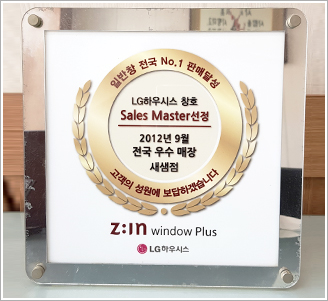 일반창 전국 No.1 판매달성
LG하우시스 창호
Sales Master선정
2012년 9월
전국 우수 매장
새샘점
고객의 성원에 보답하겠습니다
z:in window Plus
LG하우시스